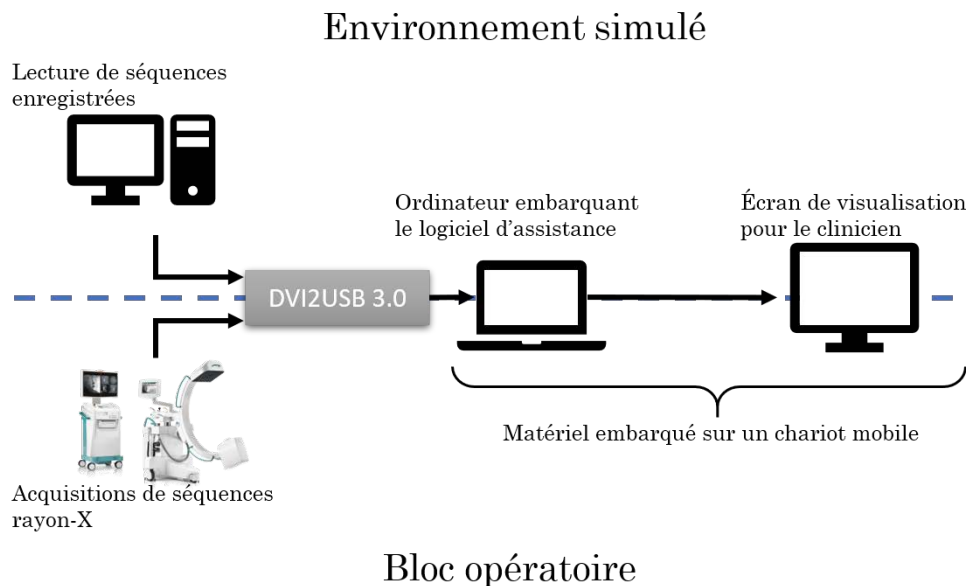 Environnement simulé
Lecture de séquences
enregistrées
Ordinateur embarquant
le logiciel d'assistance
Écran de visualisation
pour le clinicien
DVI2USB 3.0
Matériel embarqué sur un chariot mobile
Acquisitions de séquences
rayon-X
Bloc opératoire